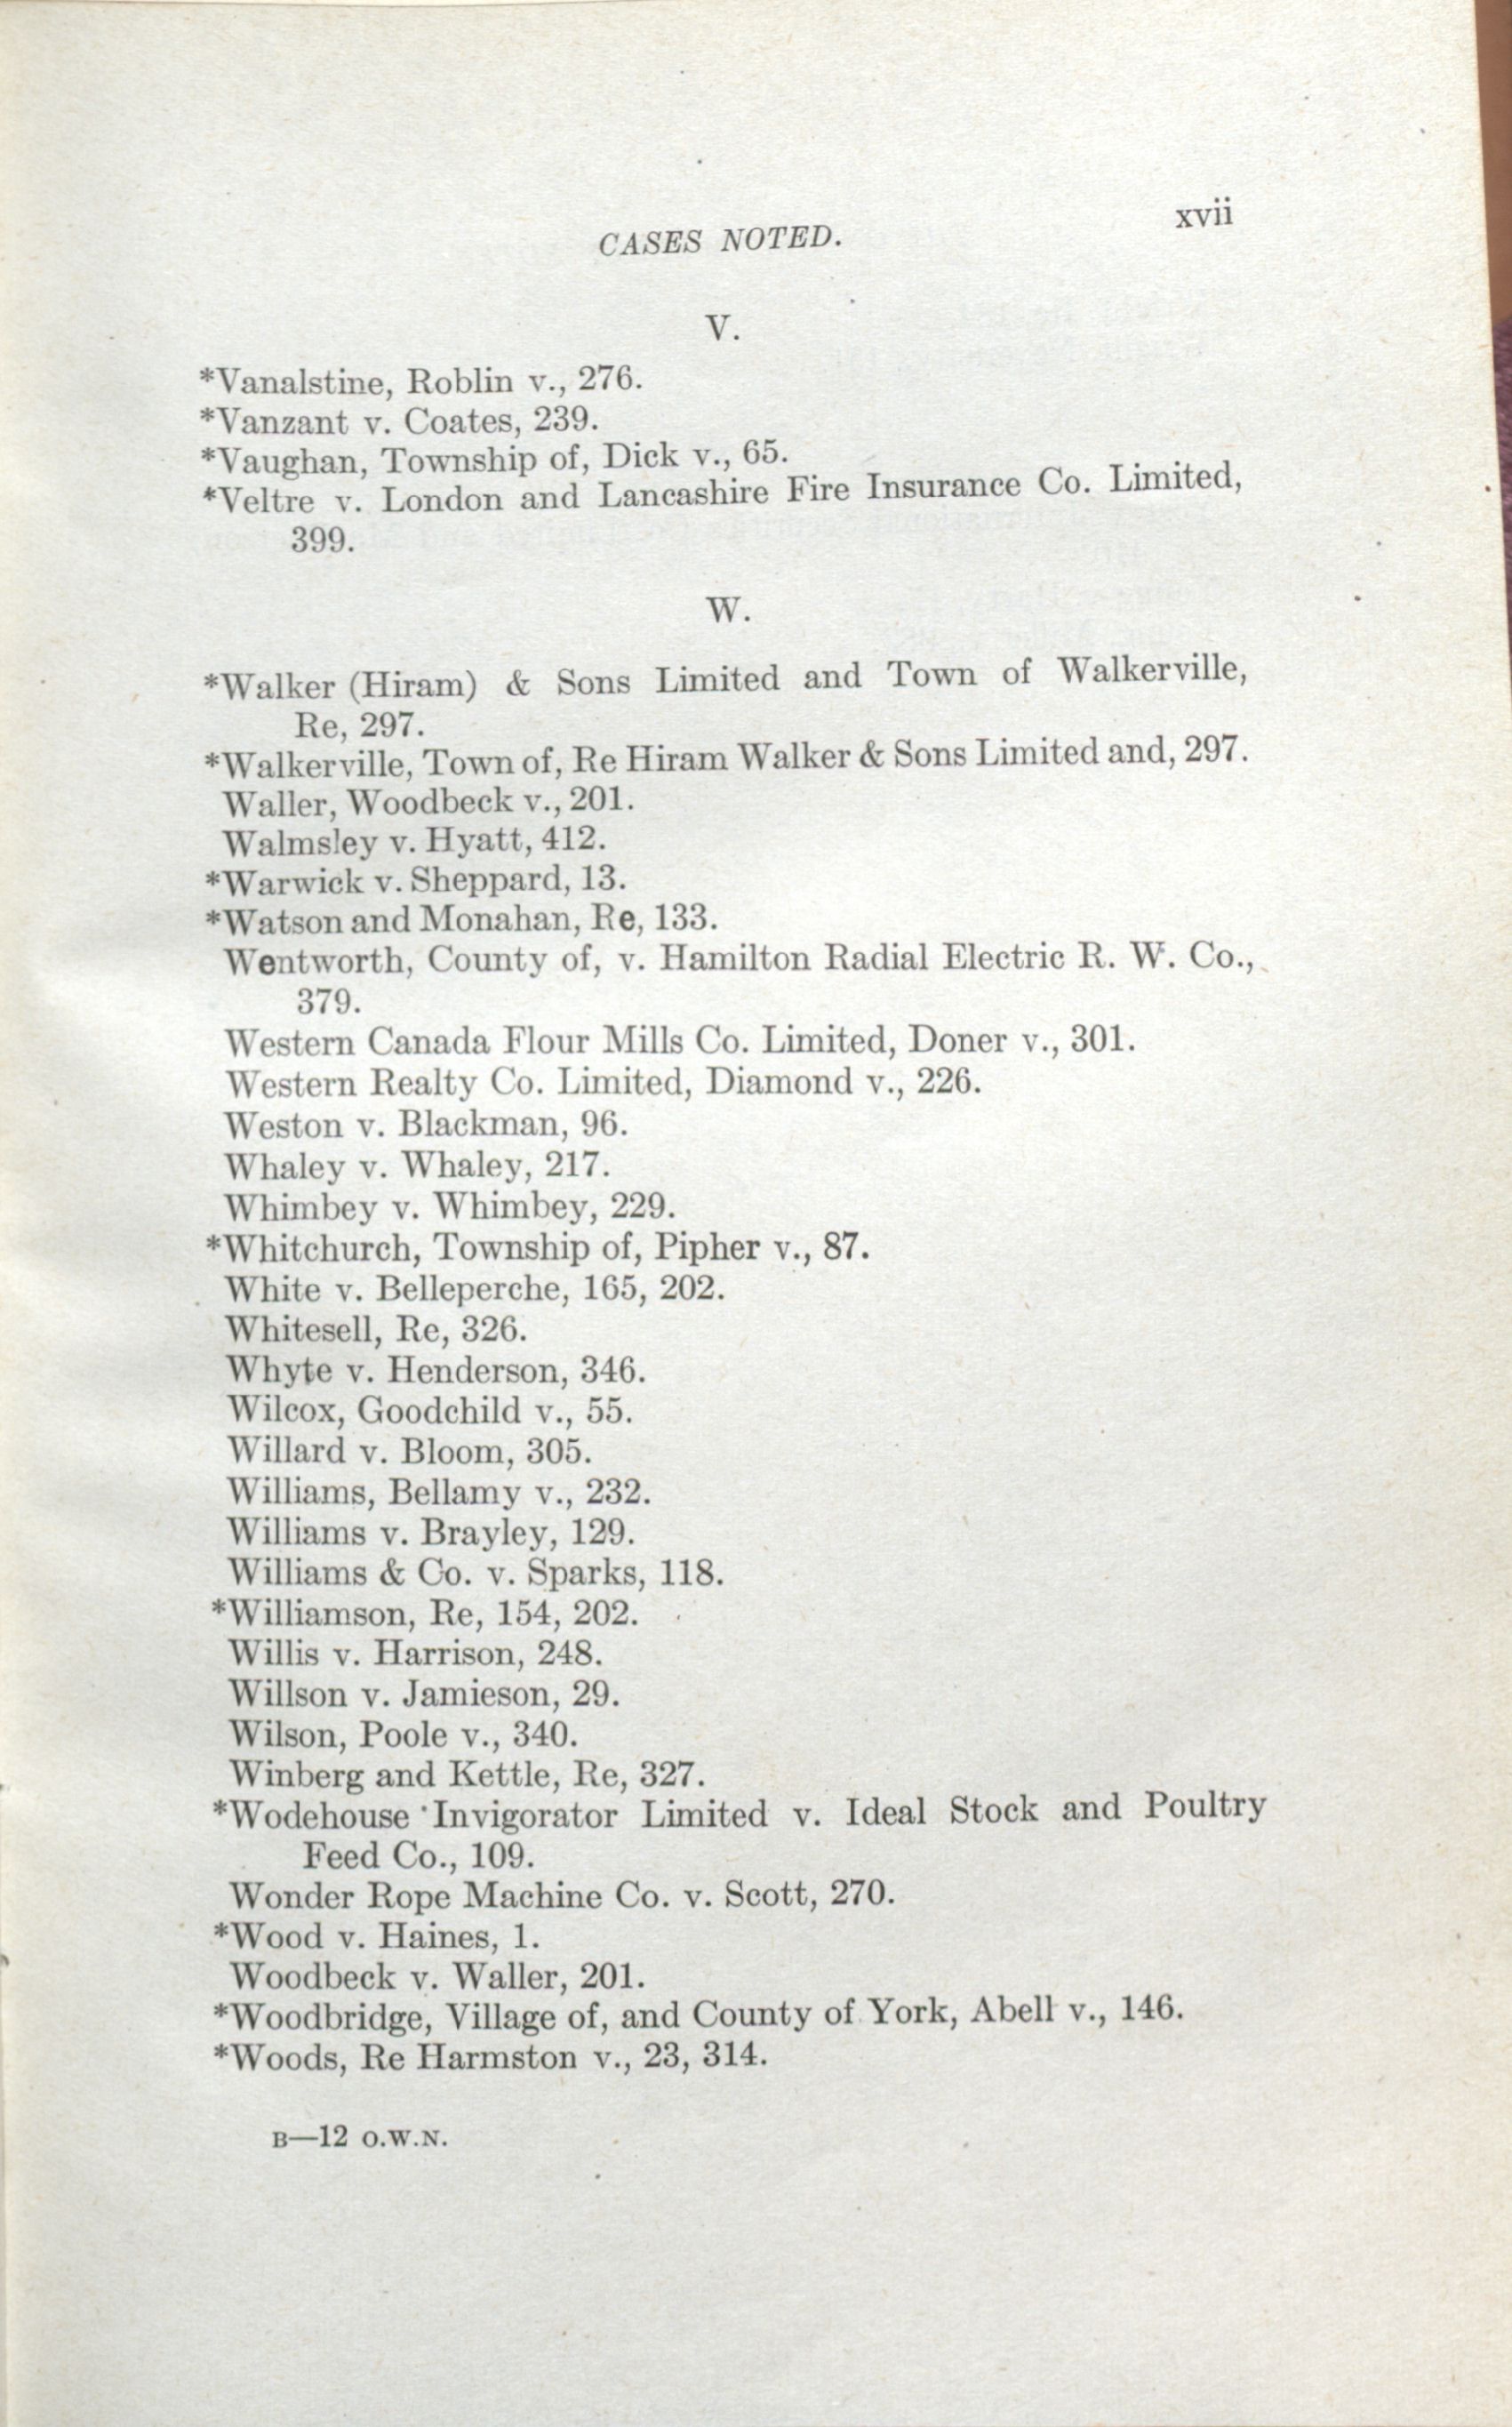 xvii
CASES NOTED.
V.
*Vanalstine, Roblin v., 276.
*Vanzant v. Coates, 239.
*Vaughan, Township of, Dick v., 65.
*Veltre v. London and Lancashire Fire Insurance Co. Limited,
399.
W.
*Walker (Hiram) & Sons Limited and Town of Walkerville,
Re, 297.
*Walkerville, Town of, Re Hiram Walker & Sons Limited and, 297.
Waller, Woodbeck v., 201.
Walmsley v. Hyatt, 412.
*Warwick v. Sheppard, 13.
*Watson and Monahan, Re, 133.
Wentworth, County of, v. Hamilton Radial Electric R. W. Co.,
379.
Western Canada Flour Mills Co. Limited, Doner v., 301.
Western Realty Co. Limited, Diamond v., 226.
Weston v. Blackman, 96.
Whaley v. Whaley, 217.
Whimbey v. Whimbey, 229.
*Whitchurch, Township of, Pipher v., 87.
White v. Belleperche, 165, 202.
Whitesell, Re, 326.
Whyte v. Henderson, 346.
Wilcox, Goodchild v., 55.
Willard v. Bloom, 305.
Williams, Bellamy v., 232.
Williams v. Brayley, 129.
Williams & Co. v. Sparks, 118.
*Williamson, Re, 154, 202.
Willis v. Harrison, 248.
Willson v. Jamieson, 29.
Wilson, Poole v., 340.
Winberg and Kettle, Re, 327.
*Wodehouse Invigorator Limited v. Ideal Stock and Poultry
Feed Co., 109.
Wonder Rope Machine Co. v. Scott, 270.
*Wood v. Haines, 1.
Woodbeck v. Waller, 201.
*Woodbridge, Village of, and County of York, Abell v., 146.
*Woods, Re Harmston v., 23, 314.
B—12 O.W.N.